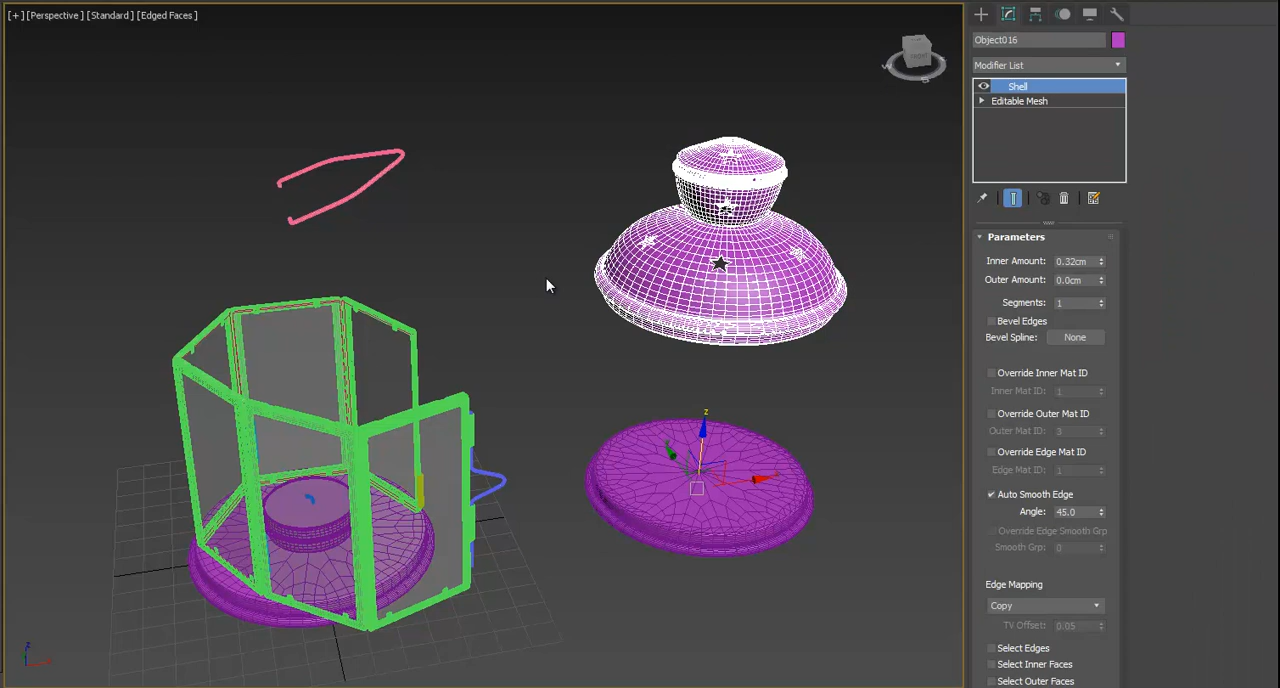 [+] [Perspective] [Standard] [Edged Faces]
Object016
Modifier List
Shell
Editable Mesh
Parameters
Inner Amount: 0.32cm
Outer Amount: 0.0cm
Segments: 1
Bevel Edges
Bevel Spline: None
Override Inner Mat ID
Inner Mat ID: 1
Override Outer Mat ID
Outer Mat ID: 3
Override Edge Mat ID
Edge Mat ID: 1
Auto Smooth Edge
Angle: 45.0
Override Edge Smooth Grp
Smooth Grp: 0
Edge Mapping
Copy
TV Offset: 0.05
Select Edges
Select Inner Faces
Select Outer Faces
z
z